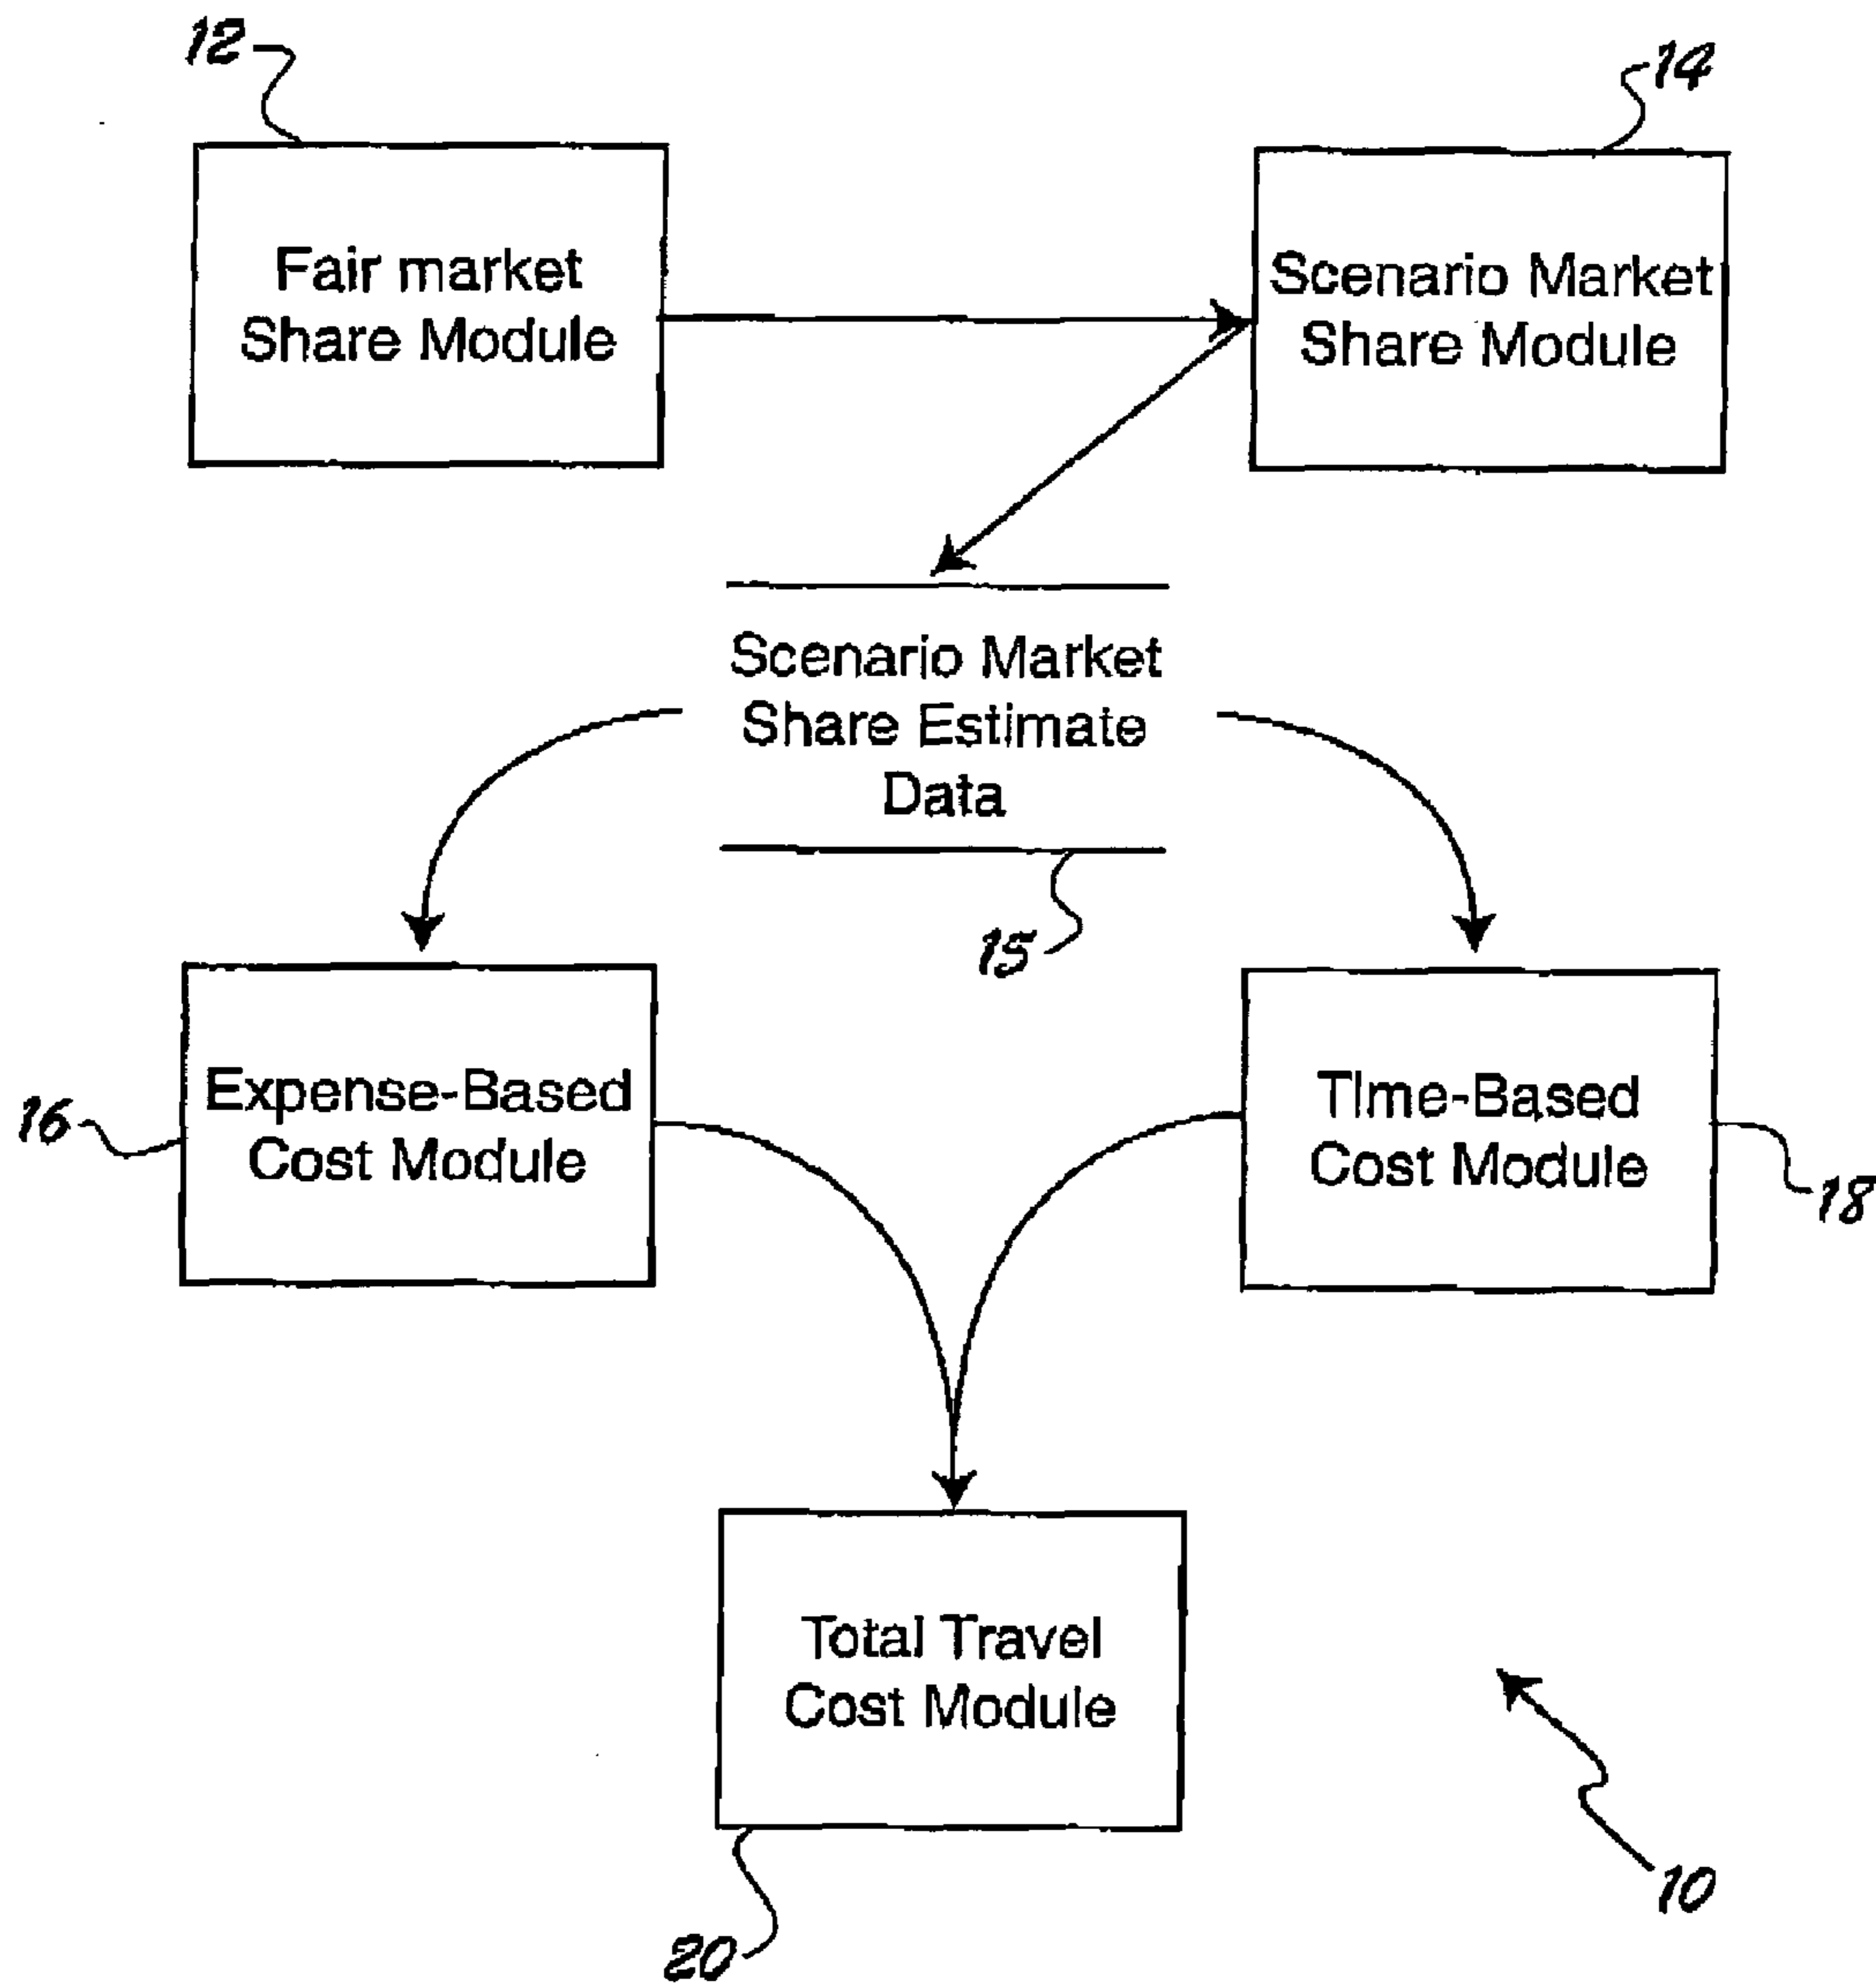 12
14
Fair market
Share Module
Scenario Market
Share Module
Scenario Market
Share Estimate
Data
15
Expense-Based
Cost Module
16
TIme-Based
Cost Module
18
Total Travel
Cost Module
10
20